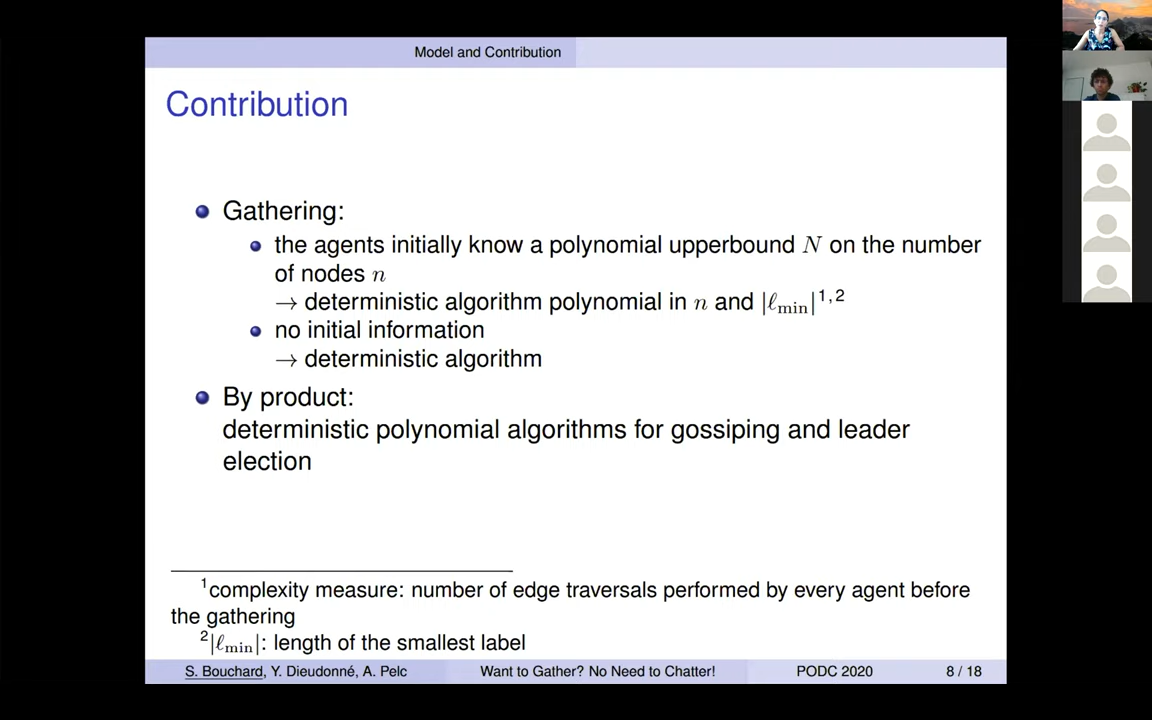 Model and Contribution
Contribution
Gathering:
the agents initially know a polynomial upperbound N on the number
of nodes n
→ deterministic algorithm polynomial in n and |ℓmin|1,2
no initial information
→ deterministic algorithm
By product:
deterministic polynomial algorithms for gossiping and leader
election
1complexity measure: number of edge traversals performed by every agent before
the gathering
2|ℓmin|: length of the smallest label
S. Bouchard, Y. Dieudonné, A. Pelc Want to Gather? No Need to Chatter! PODC 2020 8 / 18